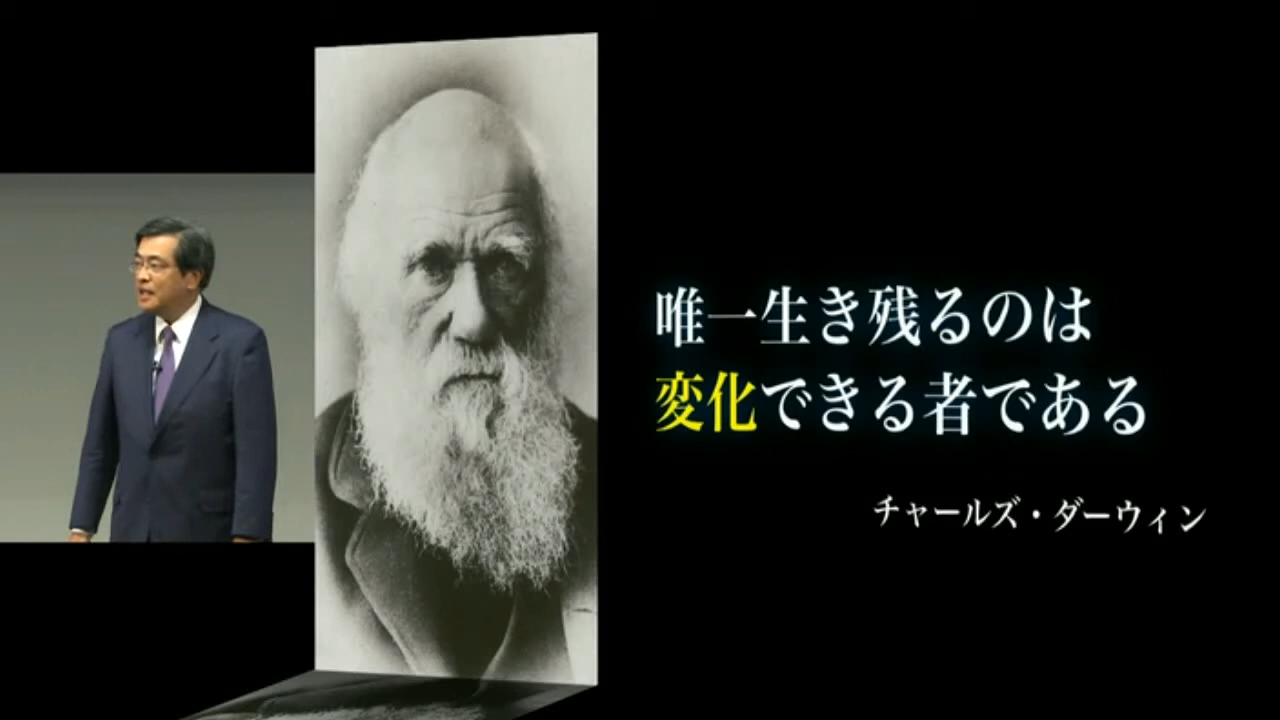 唯一生き残るのは
変化できる者である
チャールズ・ダーウィン